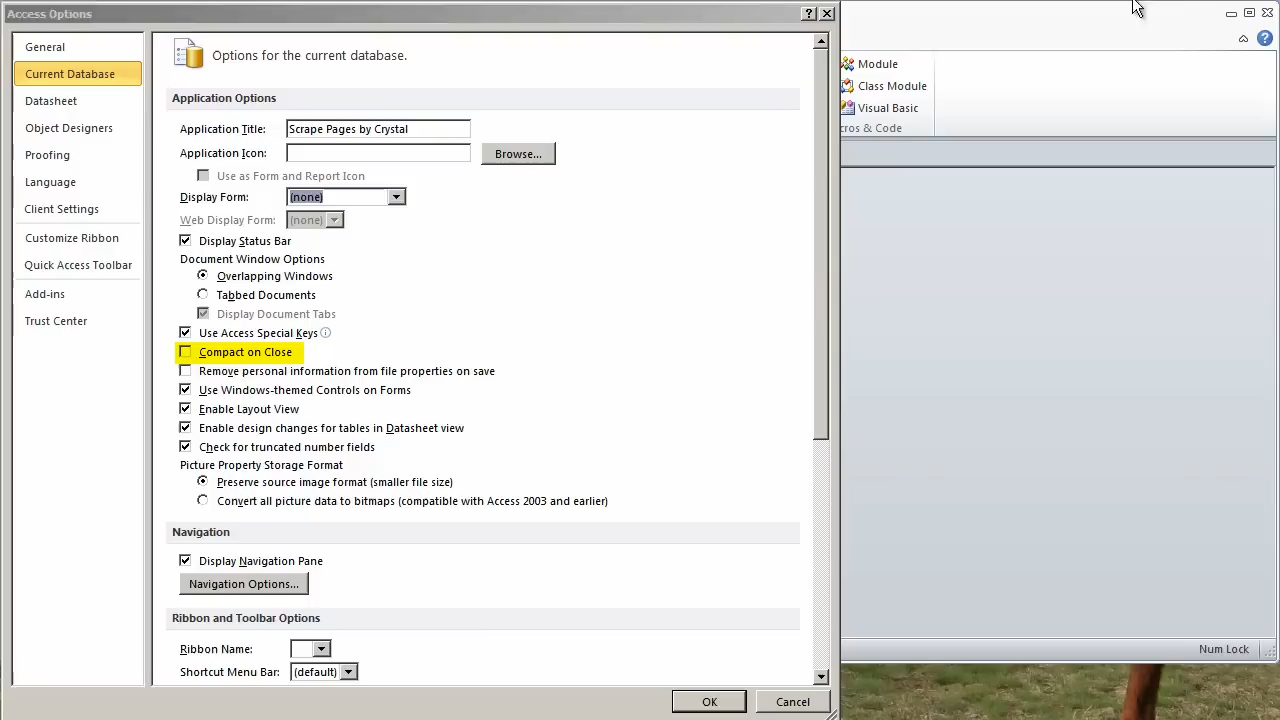 Access Options
General
Current Database
Datasheet
Object Designers
Proofing
Language
Client Settings
Customize Ribbon
Quick Access Toolbar
Add-ins
Trust Center
Options for the current database.
Application Options
Application Title: Scrape Pages by Crystal
Application Icon: Browse...
Use as Form and Report Icon
Display Form: (none)
Web Display Form: (none)
Display Status Bar
Document Window Options
Overlapping Windows
Tabbed Documents
Display Document Tabs
Use Access Special Keys
Compact on Close
Remove personal information from file properties on save
Use Windows-themed Controls on Forms
Enable Layout View
Enable design changes for tables in Datasheet view
Check for truncated number fields
Picture Property Storage Format
Preserve source image format (smaller file size)
Convert all picture data to bitmaps (compatible with Access 2003 and earlier)
Navigation
Display Navigation Pane
Navigation Options...
Ribbon and Toolbar Options
Ribbon Name:
Shortcut Menu Bar: (default)
OK Cancel
Module
Class Module
Visual Basic
cros & Code
Num Lock